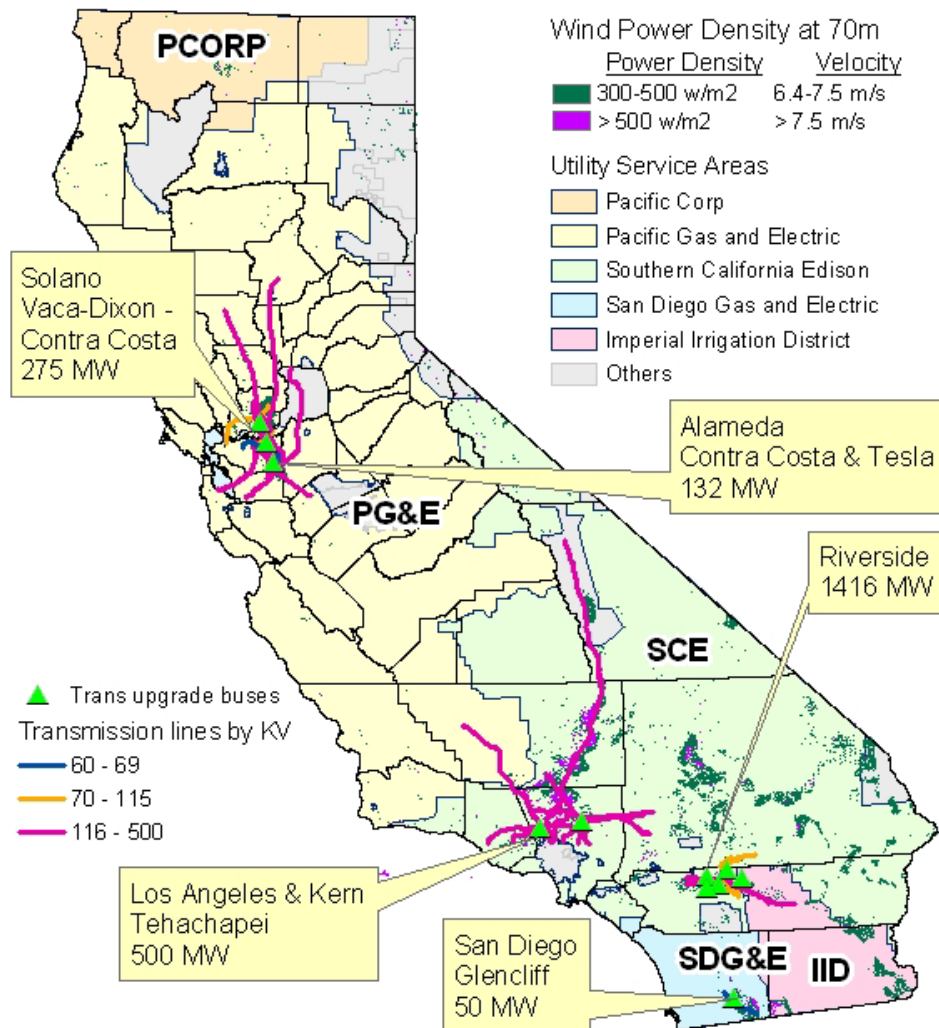 PCORP
Wind Power Density at 70m
Power Density Velocity
300-500 w/m2 6.4-7.5 m/s
> 500 w/m2 > 7.5 m/s
Utility Service Areas
Pacific Corp
Pacific Gas and Electric
Southern California Edison
San Diego Gas and Electric
Imperial Irrigation District
Others
Solano
Vaca-Dixon -
Contra Costa
275 MW
Alameda
Contra Costa & Tesla
132 MW
PG&E
Riverside
1416 MW
SCE
Trans upgrade buses
Transmission lines by KV
60 - 69
70 - 115
116 - 500
Los Angeles & Kern
Tehachapei
500 MW
San Diego
Glencliff
50 MW
SDG&E
IID